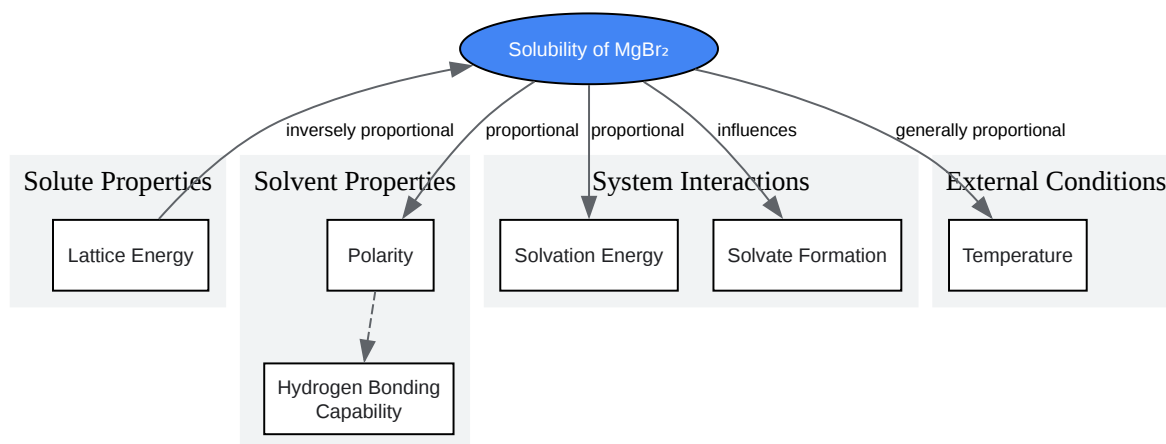 Solubility of MgBr₂
inversely proportional
proportional
proportional
influences
generally proportional
Solute Properties
Solvent Properties
System Interactions
External Conditions
Lattice Energy
Polarity
Solvation Energy
Solvate Formation
Temperature
Hydrogen Bonding
Capability